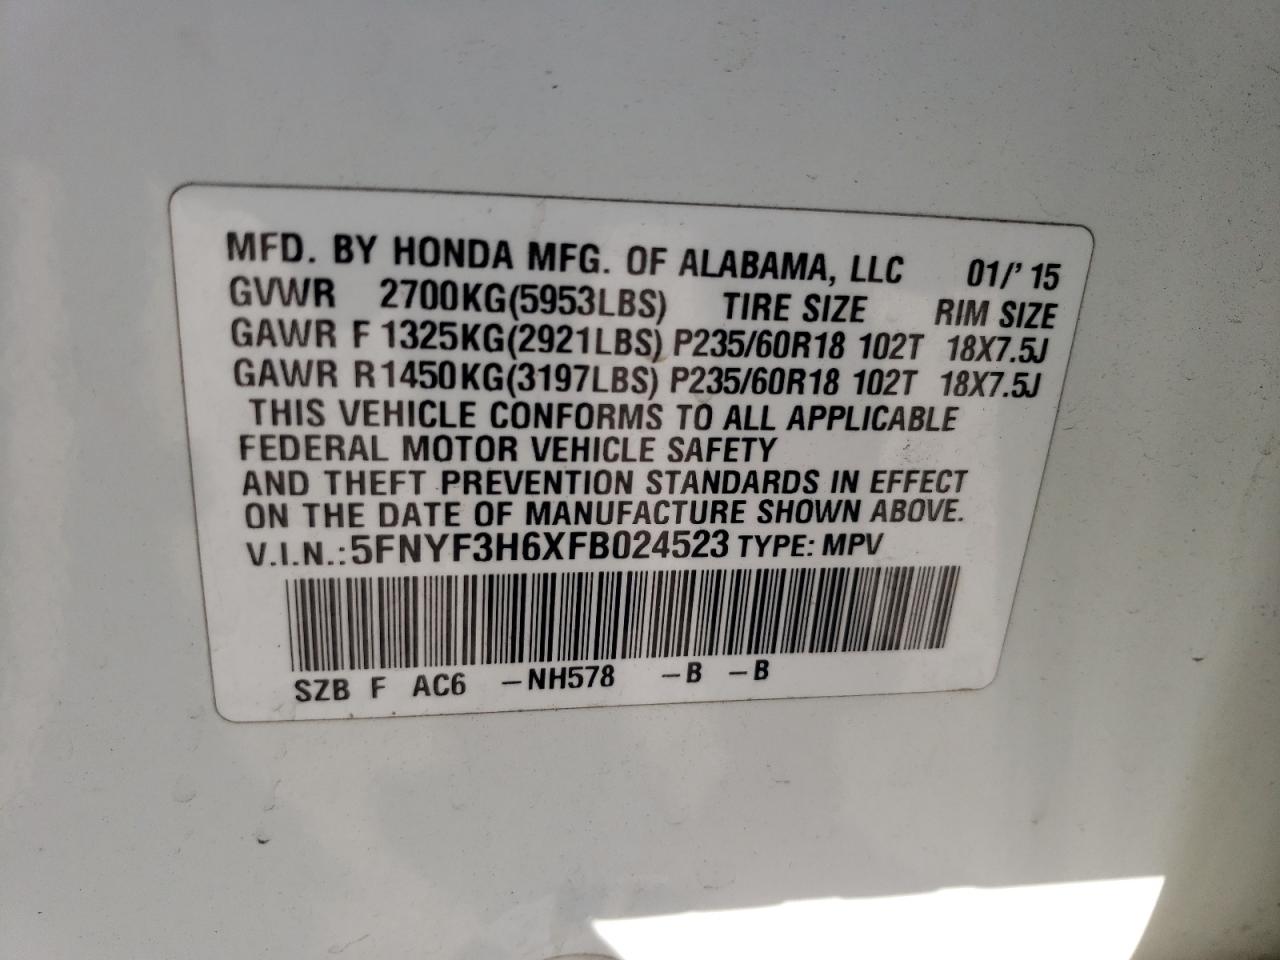 MFD. BY HONDA MFG. OF ALABAMA, LLC 01/'15
GVWR 2700KG(5953LBS) TIRE SIZE RIM SIZE
GAWR F 1325KG(2921LBS) P235/60R18 102T 18X7.5J
GAWR R1450KG(3197LBS) P235/60R18 102T 18X7.5J
THIS VEHICLE CONFORMS TO ALL APPLICABLE
FEDERAL MOTOR VEHICLE SAFETY
AND THEFT PREVENTION STANDARDS IN EFFECT
ON THE DATE OF MANUFACTURE SHOWN ABOVE.
V.I.N.:5FNYF3H6XFB024523 TYPE: MPV
SZB F AC6 -NH578 -B -B